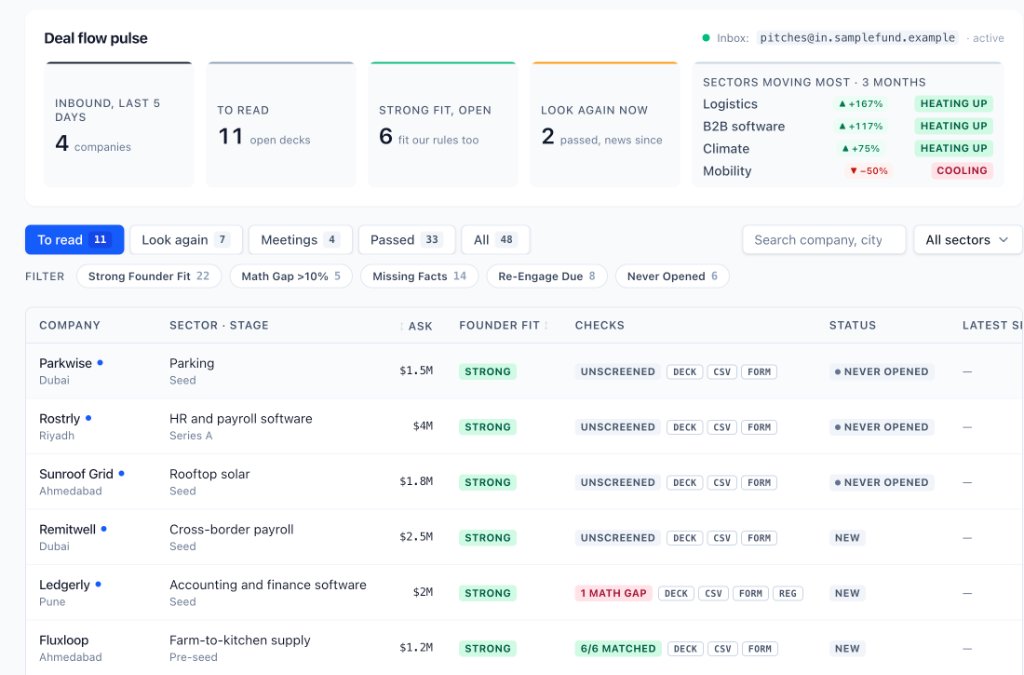 Deal flow pulse
Inbox: pitches@in.samplefund.example · active
INBOUND, LAST 5 DAYS
4 companies
TO READ
11 open decks
STRONG FIT, OPEN
6 fit our rules too
LOOK AGAIN NOW
2 passed, news since
SECTORS MOVING MOST · 3 MONTHS
Logistics ▲ +167% HEATING UP
B2B software ▲ +117% HEATING UP
Climate ▲ +75% HEATING UP
Mobility ▼ −50% COOLING
To read 11 Look again 7 Meetings 4 Passed 33 All 48 Search company, city All sectors
FILTER Strong Founder Fit 22 Math Gap >10% 5 Missing Facts 14 Re-Engage Due 8 Never Opened 6
COMPANY SECTOR · STAGE ASK FOUNDER FIT CHECKS STATUS LATEST SI
Parkwise Parking $1.5M STRONG UNSCREENED DECK CSV FORM NEVER OPENED —
Dubai Seed
Rostrly HR and payroll software $4M STRONG UNSCREENED DECK CSV FORM NEVER OPENED —
Riyadh Series A
Sunroof Grid Rooftop solar $1.8M STRONG UNSCREENED DECK CSV FORM NEVER OPENED —
Ahmedabad Seed
Remitwell Cross-border payroll $2.5M STRONG UNSCREENED DECK CSV FORM NEW —
Dubai Seed
Ledgerly Accounting and finance software $2M STRONG 1 MATH GAP DECK CSV FORM REG NEW —
Pune Seed
Fluxloop Farm-to-kitchen supply $1.2M STRONG 6/6 MATCHED DECK CSV FORM NEW —
Ahmedabad Pre-seed